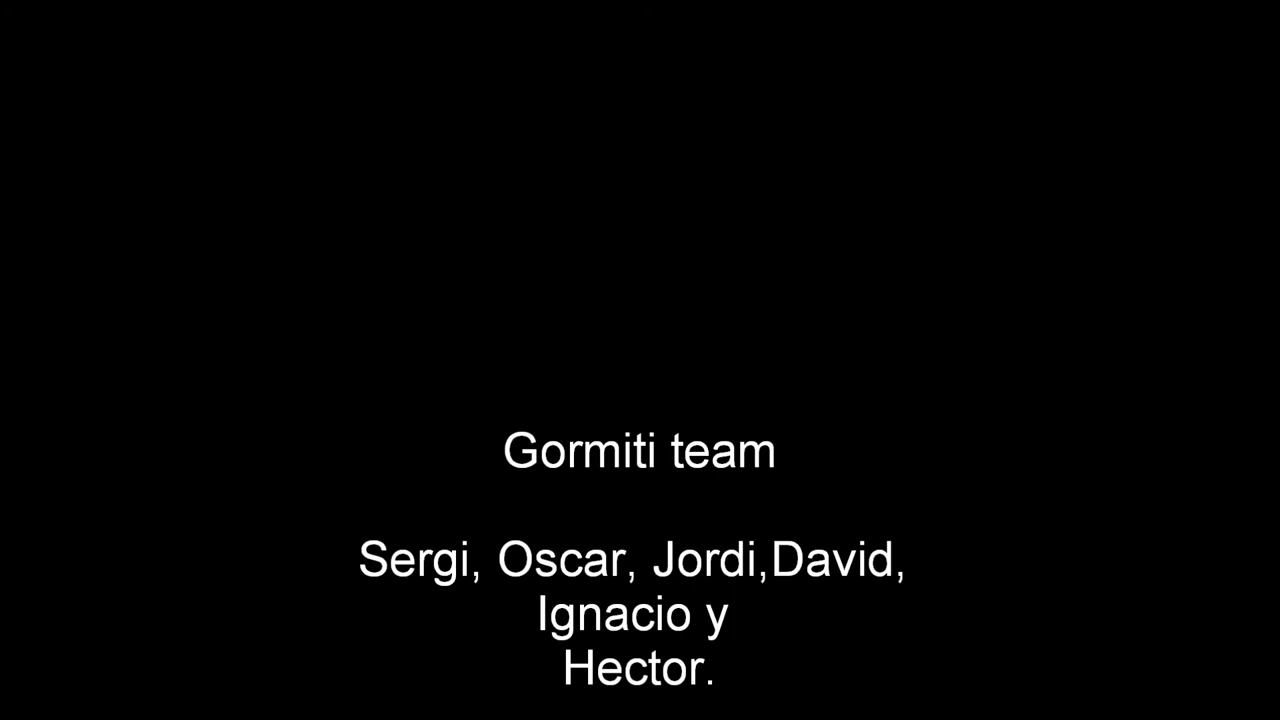 Gormiti team
Sergi, Oscar, Jordi,David,
Ignacio y
Hector.